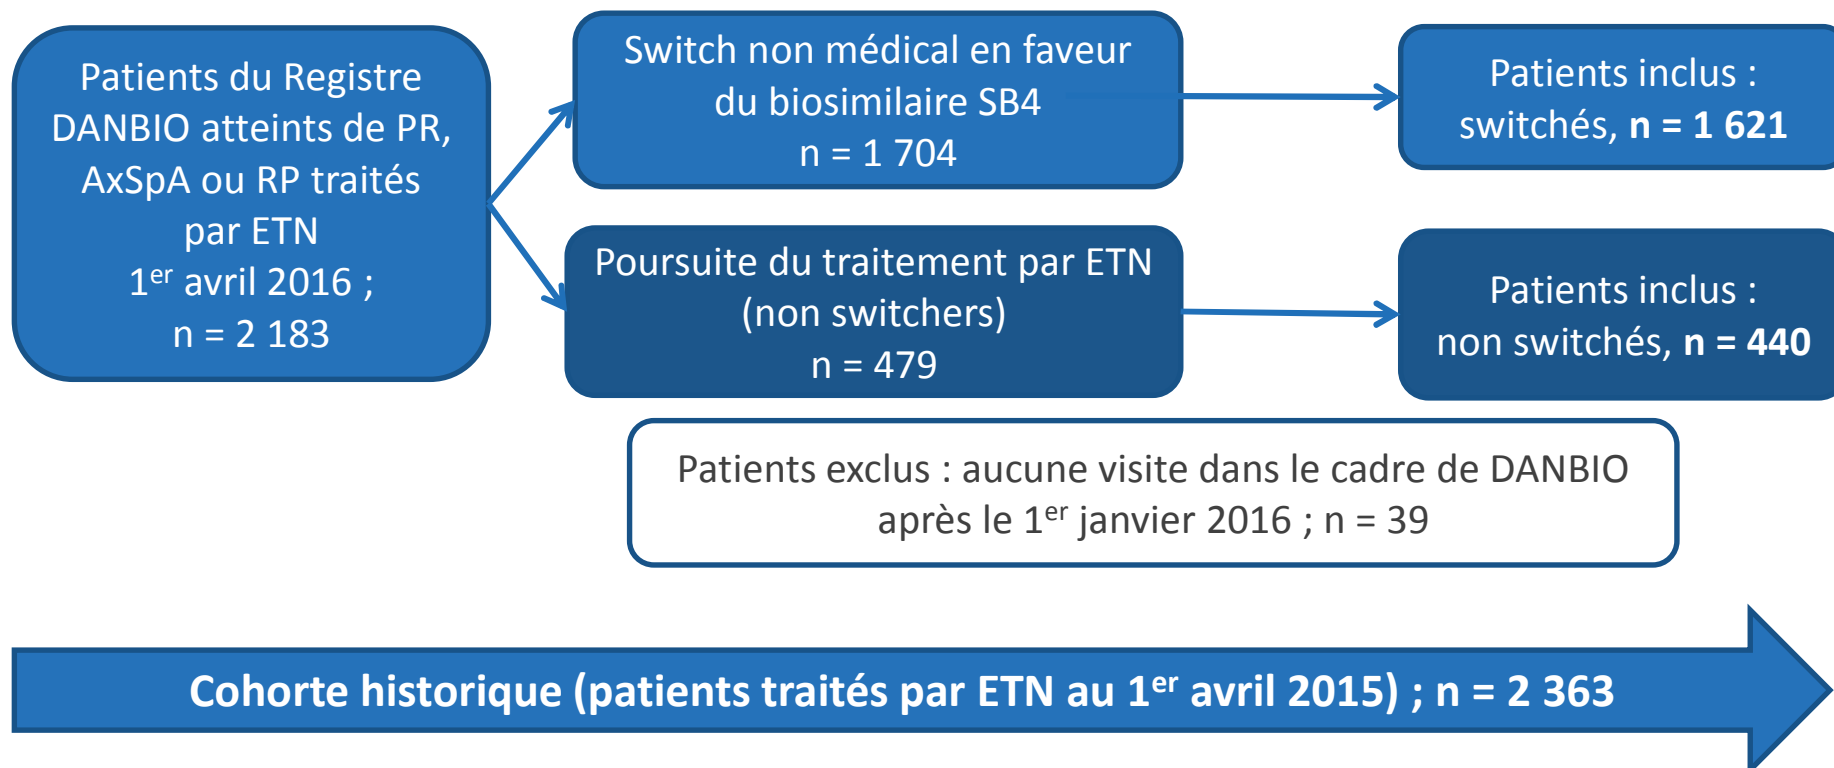 Patients du Registre
DANBIO atteints de PR,
AxSpA ou RP traités
par ETN
1er avril 2016 ;
n = 2 183
Switch non médical en faveur
du biosimilaire SB4
n = 1 704
Patients inclus :
switchés, n = 1 621
Poursuite du traitement par ETN
(non switchers)
n = 479
Patients inclus :
non switchés, n = 440
Patients exclus : aucune visite dans le cadre de DANBIO
après le 1er janvier 2016 ; n = 39
Cohorte historique (patients traités par ETN au 1er avril 2015) ; n = 2 363